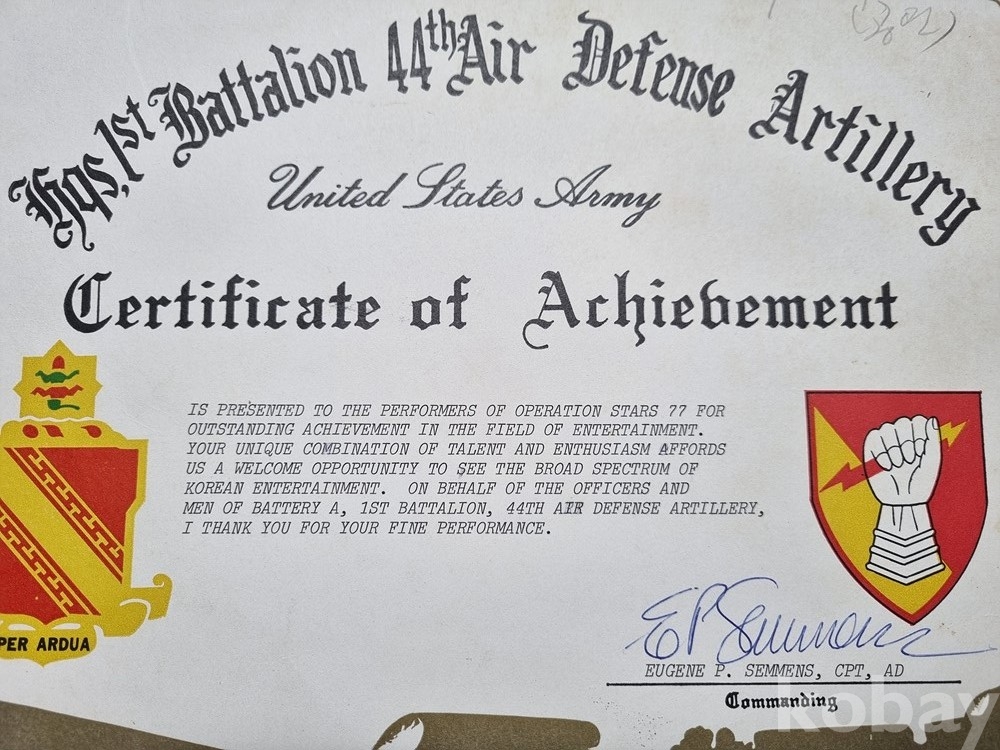 (공연)
Hqs, 1st Battalion 44th Air Defense Artillery
United States Army
Certificate of Achievement
IS PRESENTED TO THE PERFORMERS OF OPERATION STARS 77 FOR
OUTSTANDING ACHIEVEMENT IN THE FIELD OF ENTERTAINMENT.
YOUR UNIQUE COMBINATION OF TALENT AND ENTHUSIASM AFFORDS
US A WELCOME OPPORTUNITY TO SEE THE BROAD SPECTRUM OF
KOREAN ENTERTAINMENT. ON BEHALF OF THE OFFICERS AND
MEN OF BATTERY A, 1ST BATTALION, 44TH AIR DEFENSE ARTILLERY,
I THANK YOU FOR YOUR FINE PERFORMANCE.
PER ARDUA
EP Semmens
EUGENE P. SEMMENS, CPT, AD
Commanding
kobay